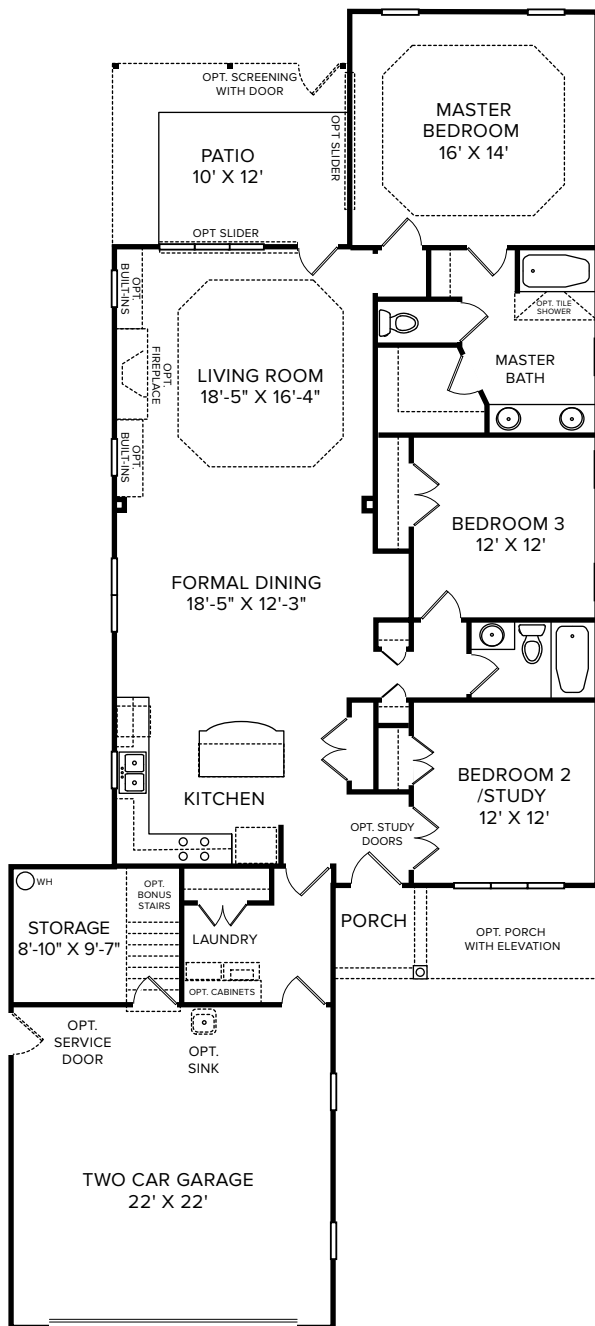 OPT. SCREENING
WITH DOOR
MASTER
BEDROOM
16' X 14'
PATIO
10' X 12'
OPT SLIDER
OPT SLIDER
OPT.
BUILT-INS
OPT.
FIREPLACE
OPT.
BUILT-INS
LIVING ROOM
18'-5" X 16'-4"
OPT. TILE
SHOWER
MASTER
BATH
BEDROOM 3
12' X 12'
FORMAL DINING
18'-5" X 12'-3"
KITCHEN
BEDROOM 2
/STUDY
12' X 12'
OPT. STUDY
DOORS
WH
OPT.
BONUS
STAIRS
STORAGE
8'-10" X 9'-7"
LAUNDRY
OPT. CABINETS
PORCH
OPT. PORCH
WITH ELEVATION
OPT.
SERVICE
DOOR
OPT.
SINK
TWO CAR GARAGE
22' X 22'